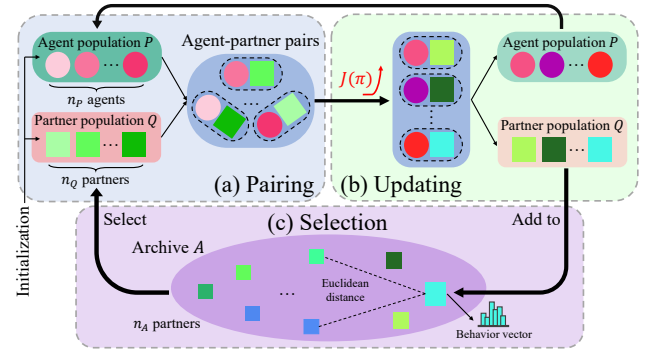 Agent population P
n_P agents
Partner population Q
n_Q partners
Agent-partner pairs
(a) Pairing
J(π)
Agent population P
Partner population Q
(b) Updating
Initialization
Select
Add to
(c) Selection
Archive A
Euclidean
distance
n_A partners
Behavior vector